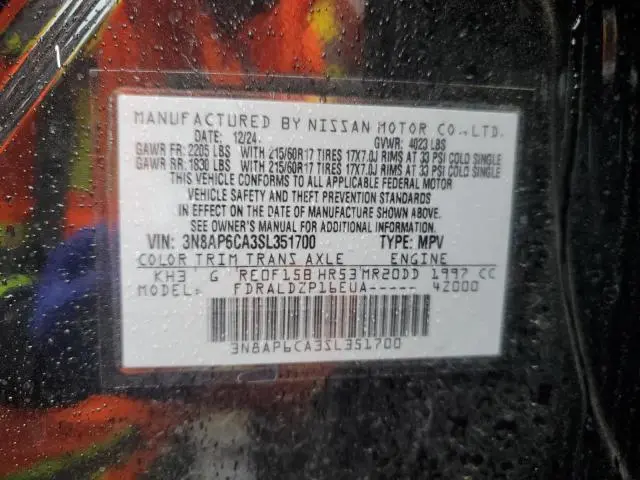 MANUFACTURED BY NISSAN MOTOR CO.,LTD.
DATE: 12/24 GVWR: 4023 LBS
GAWR FR: 2205 LBS WITH 215/60R17 TIRES 17X7.0J RIMS AT 33 PSI COLD SINGLE
GAWR RR: 1830 LBS WITH 215/60R17 TIRES 17X7.0J RIMS AT 33 PSI COLD SINGLE
THIS VEHICLE CONFORMS TO ALL APPLICABLE FEDERAL MOTOR
VEHICLE SAFETY AND THEFT PREVENTION STANDARDS
IN EFFECT ON THE DATE OF MANUFACTURE SHOWN ABOVE.
SEE OWNER'S MANUAL FOR ADDITIONAL INFORMATION.
VIN: 3N8AP6CA3SL351700 TYPE: MPV
COLOR TRIM TRANS AXLE ENGINE
KH3 G RE0F15B HR53 MR20DD 1997 CC
MODEL: FDRALDZP16EUA----- 42000
3N8AP6CA3SL351700